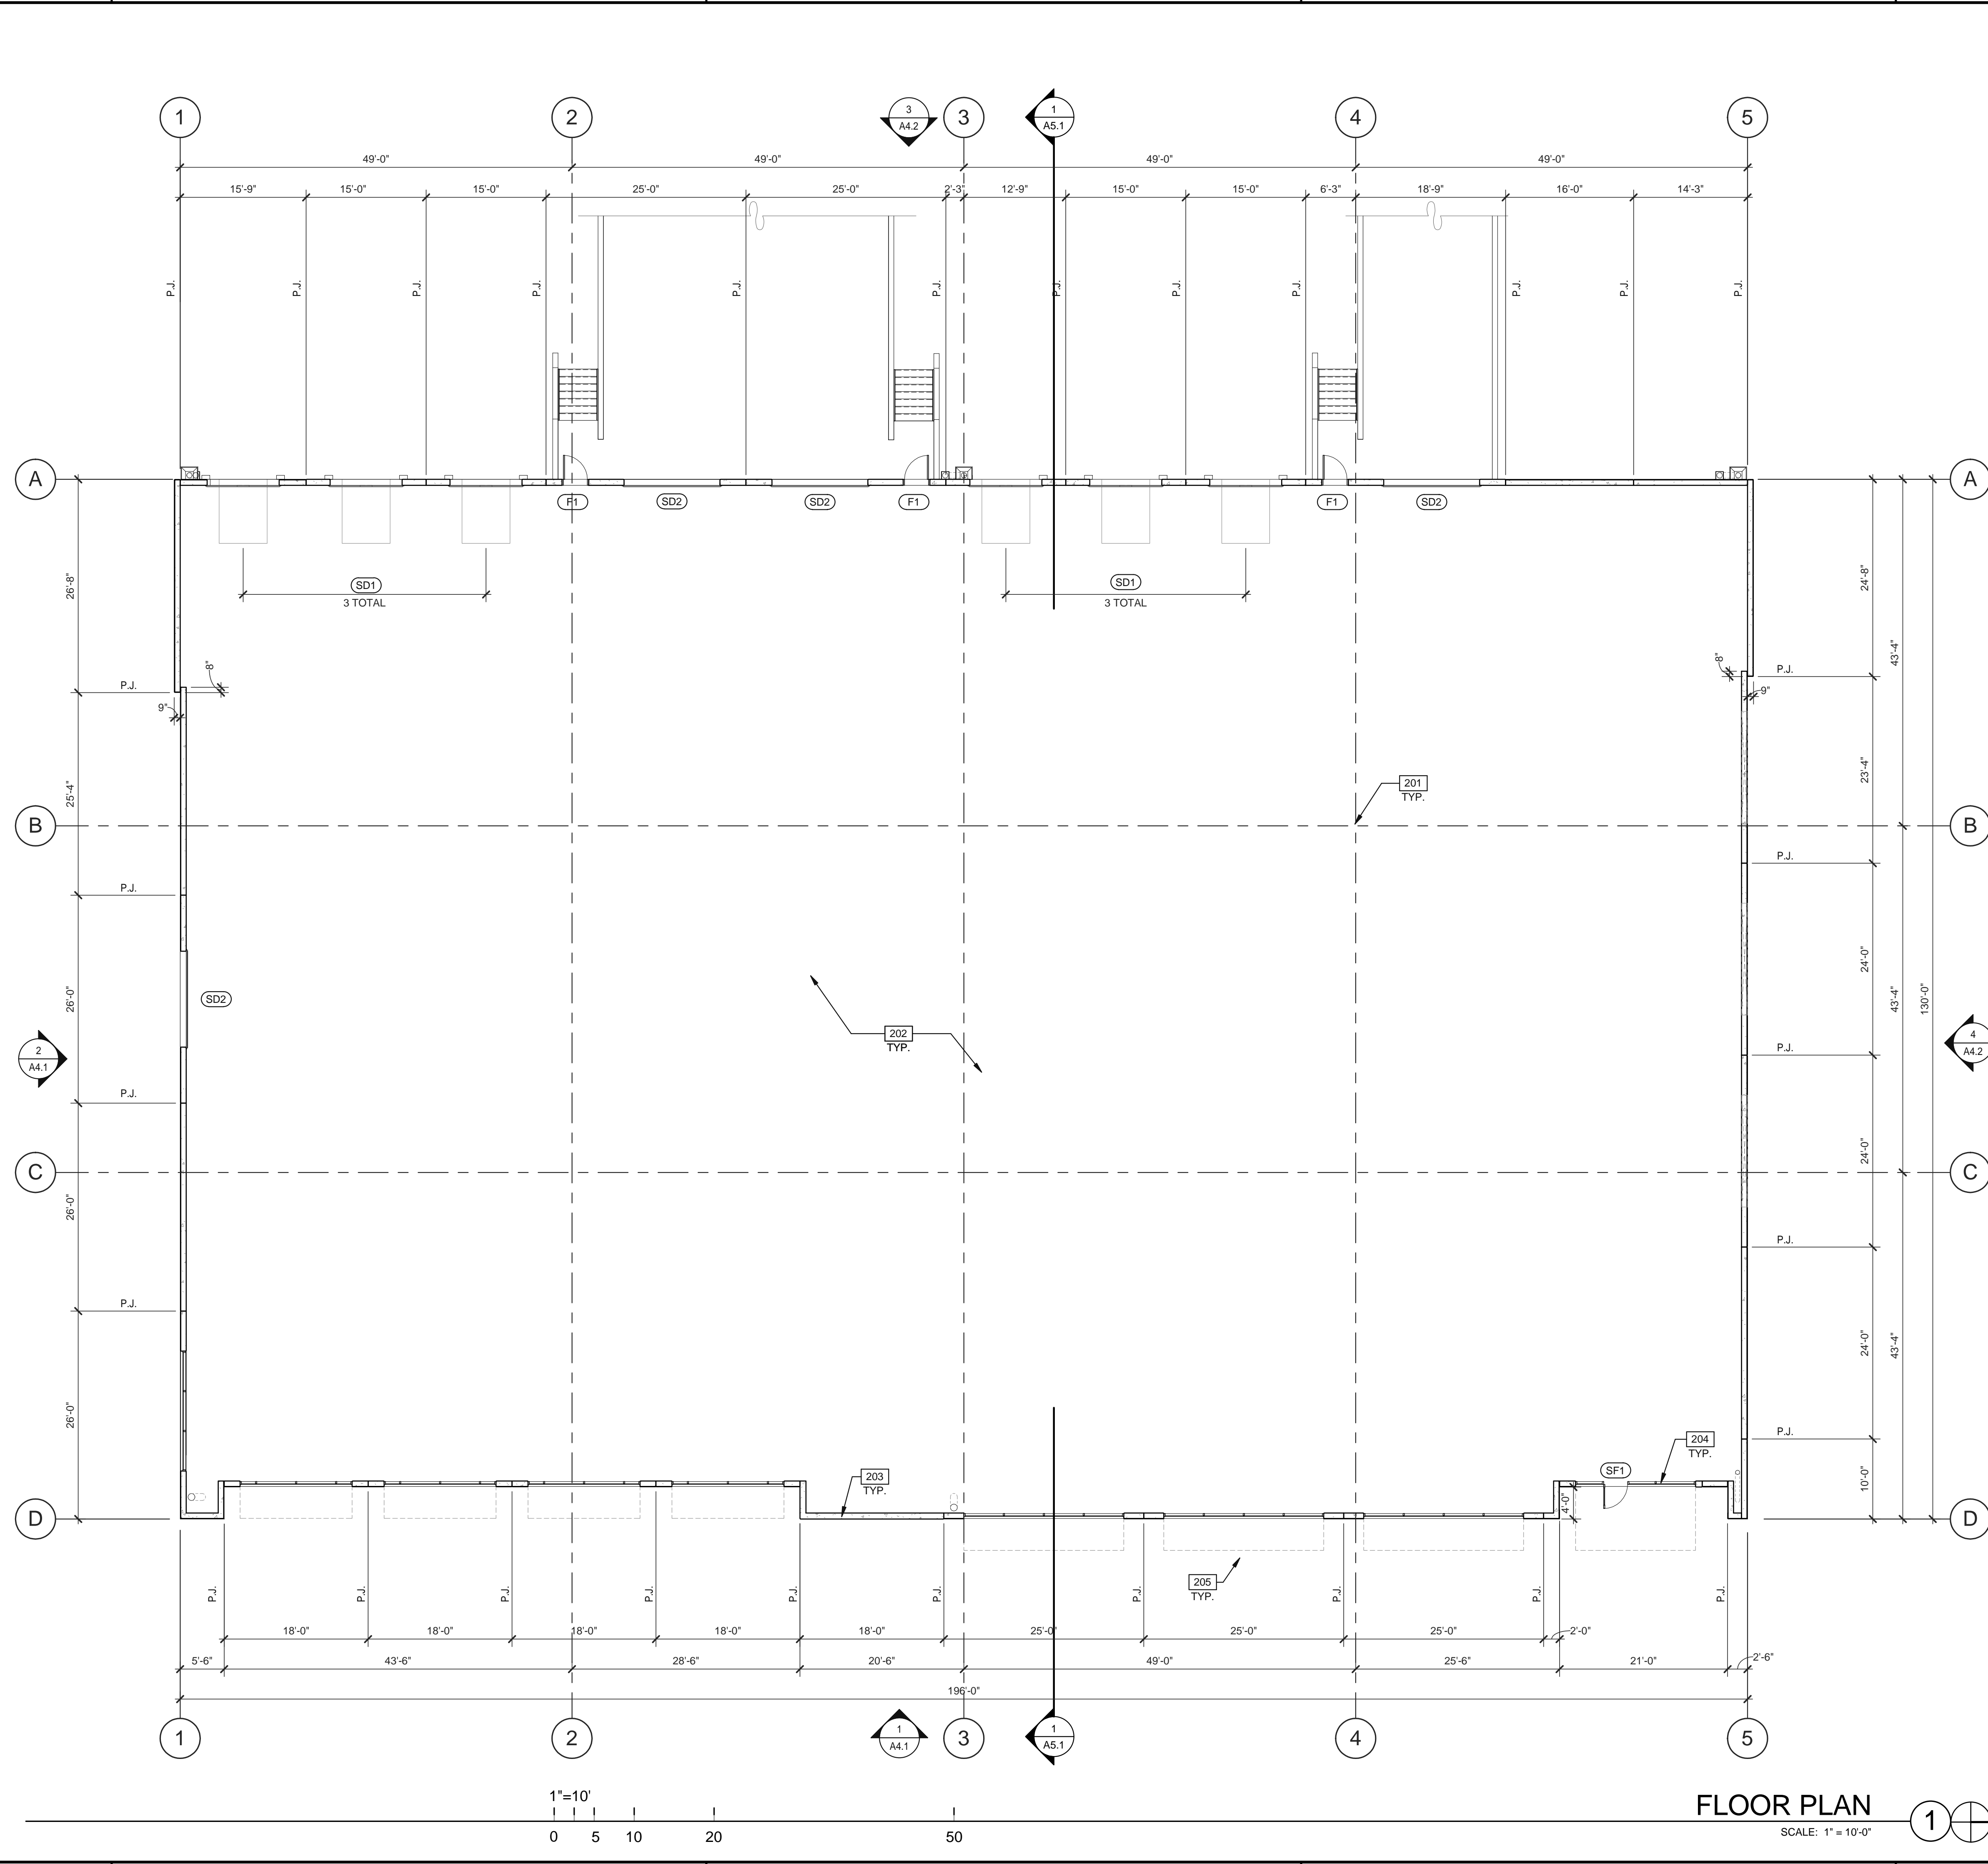 1 2 3 4 5
3
A4.2
1
A5.1
49'-0" 49'-0" 49'-0" 49'-0"
15'-9" 15'-0" 15'-0" 25'-0" 25'-0" 2'-3" 12'-9" 15'-0" 15'-0" 6'-3" 18'-9" 16'-0" 14'-3"
P.J. P.J. P.J. P.J. P.J. P.J. P.J. P.J. P.J. P.J. P.J. P.J.
A A
F1 SD2 SD2 F1 F1 SD2
SD1
3 TOTAL
SD1
3 TOTAL
26'-8"
24'-8"
43'-4"
8"
8"
P.J.
P.J.
9"
9"
25'-4"
23'-4"
201
TYP.
B B
P.J.
P.J.
24'-0"
26'-0"
SD2
43'-4"
130'-0"
202
TYP.
2
A4.1
4
A4.2
P.J.
P.J.
24'-0"
C C
26'-0"
P.J.
P.J.
24'-0"
43'-4"
26'-0"
P.J.
204
TYP.
SF1
203
TYP.
10'-0"
4'-0"
D D
205
TYP.
P.J. P.J. P.J. P.J. P.J. P.J. P.J. P.J. P.J. P.J.
18'-0" 18'-0" 18'-0" 18'-0" 18'-0" 25'-0" 25'-0" 25'-0" 2'-0"
5'-6" 43'-6" 28'-6" 20'-6" 49'-0" 25'-6" 21'-0" 2'-6"
196'-0"
1 2 3 4 5
1
A4.1
1
A5.1
1"=10'
0 5 10 20 50
FLOOR PLAN
SCALE: 1" = 10'-0"
1